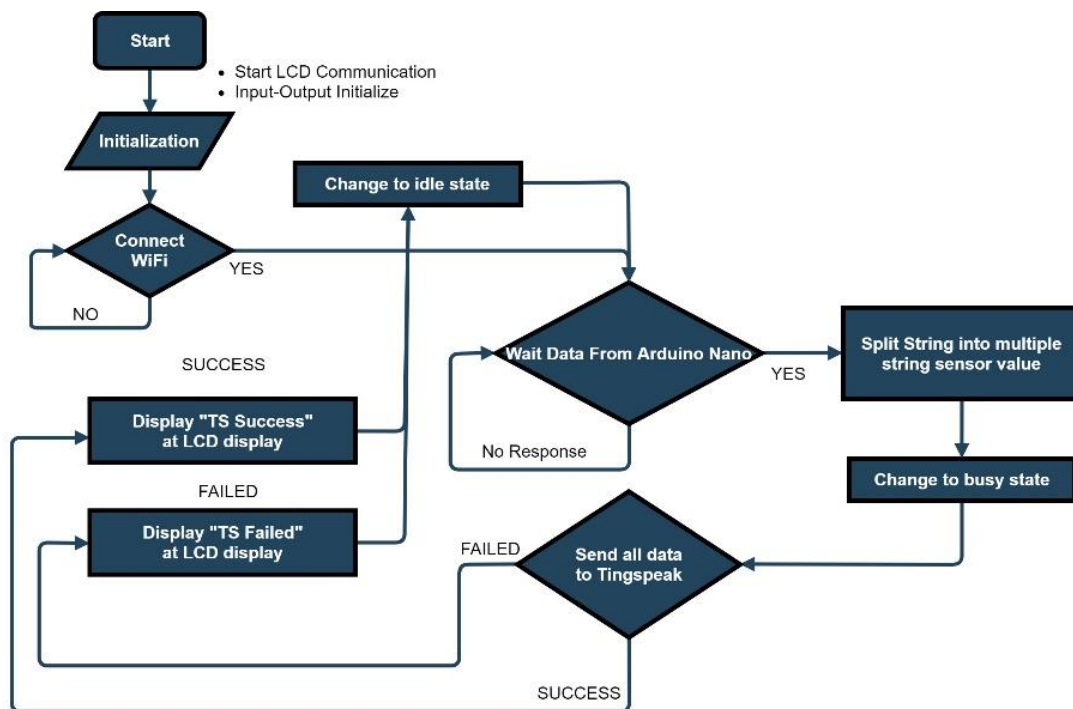 Start
• Start LCD Communication
• Input-Output Initialize
Initialization
Change to idle state
Connect
WiFi
YES
NO
Wait Data From Arduino Nano
YES
Split String into multiple
string sensor value
SUCCESS
Display "TS Success"
at LCD display
No Response
Change to busy state
FAILED
Display "TS Failed"
at LCD display
FAILED
Send all data
to Tingspeak
SUCCESS